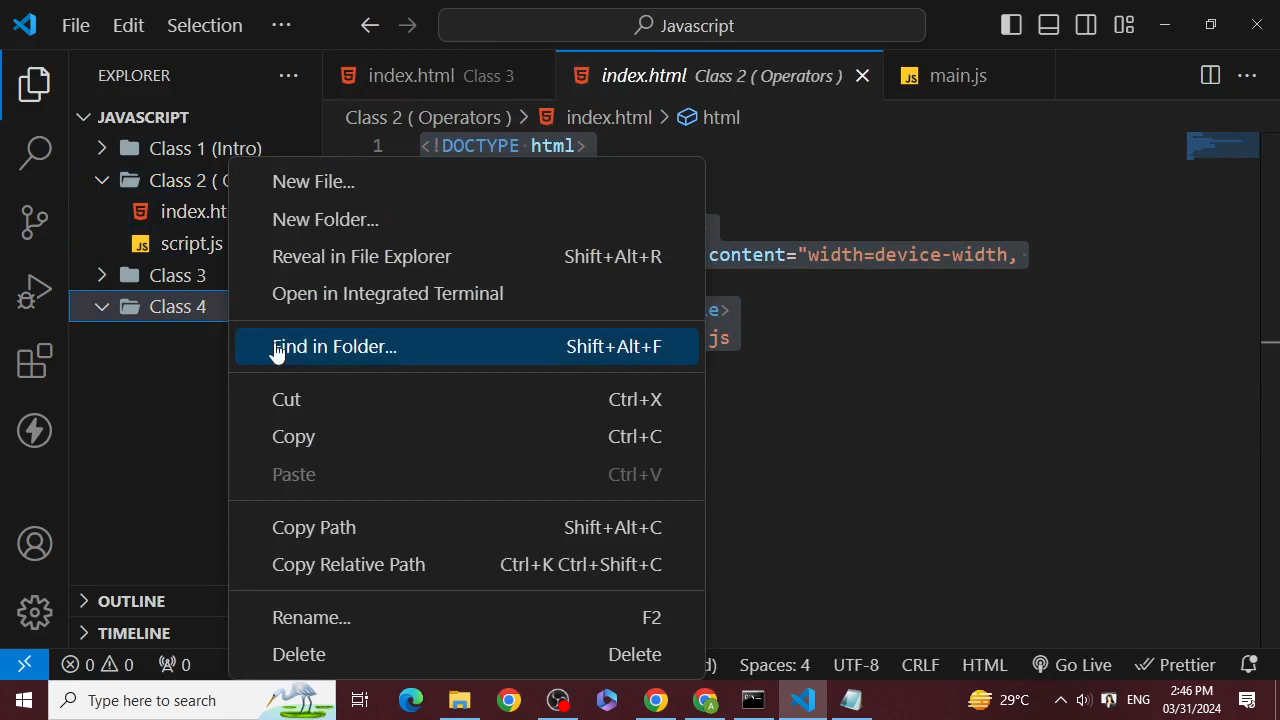 File Edit Selection ··· Javascript
EXPLORER ···
index.html Class 3
index.html Class 2 ( Operators )
main.js
JAVASCRIPT
Class 2 ( Operators ) > index.html > html
Class 1 (Intro)
1 <!DOCTYPE html>
Class 2 (
New File...
index.ht
New Folder...
script.js
content="width=device-width,
Reveal in File Explorer Shift+Alt+R
Class 3
Open in Integrated Terminal
Class 4
e>
js
Find in Folder... Shift+Alt+F
Cut Ctrl+X
Copy Ctrl+C
Paste Ctrl+V
Copy Path Shift+Alt+C
Copy Relative Path Ctrl+K Ctrl+Shift+C
OUTLINE
Rename... F2
TIMELINE
Delete Delete
0 0 0 ) Spaces: 4 UTF-8 CRLF HTML Go Live Prettier
Type here to search
29°C ENG 2:46 PM
03/31/2024